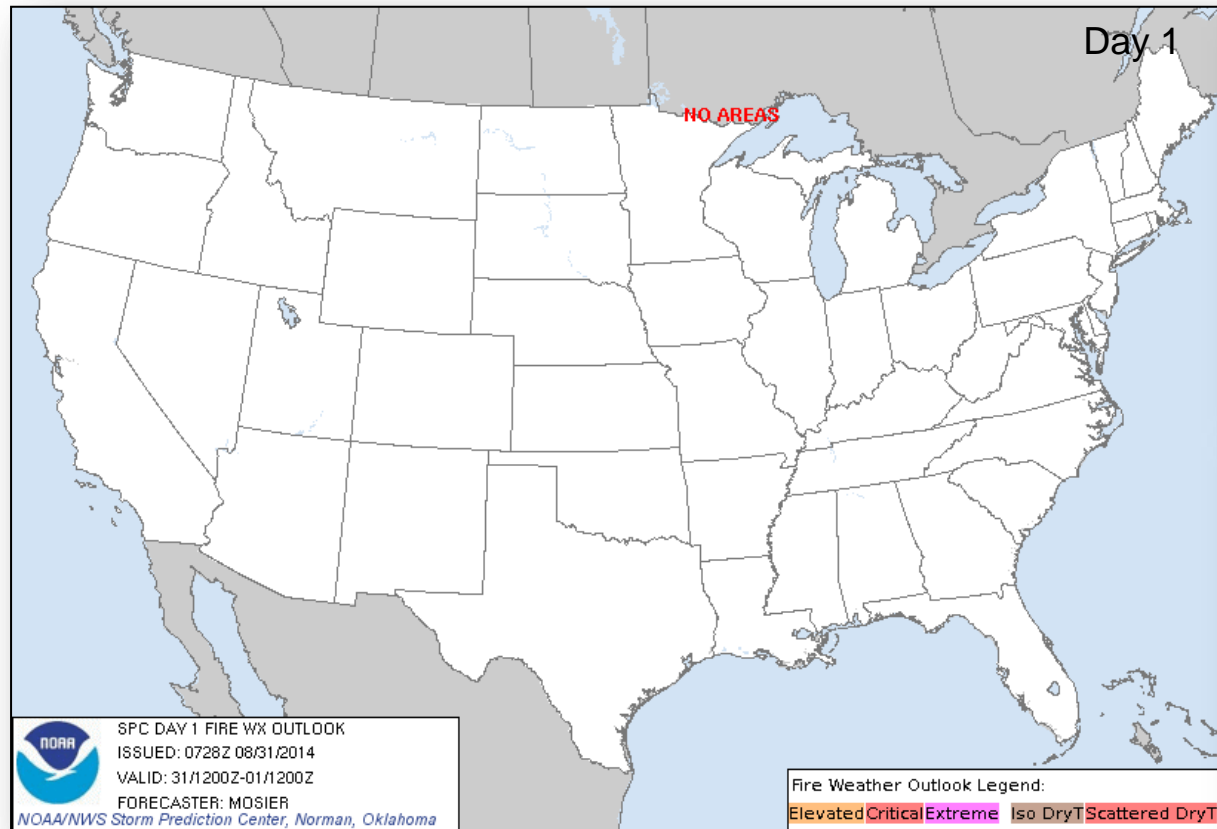 Day 1
NO AREAS
NOAA
SPC DAY 1 FIRE WX OUTLOOK
ISSUED: 0728Z 08/31/2014
VALID: 31/1200Z-01/1200Z
FORECASTER: MOSIER
NOAA/NWS Storm Prediction Center, Norman, Oklahoma
Fire Weather Outlook Legend:
Elevated Critical Extreme Iso DryT Scattered DryT